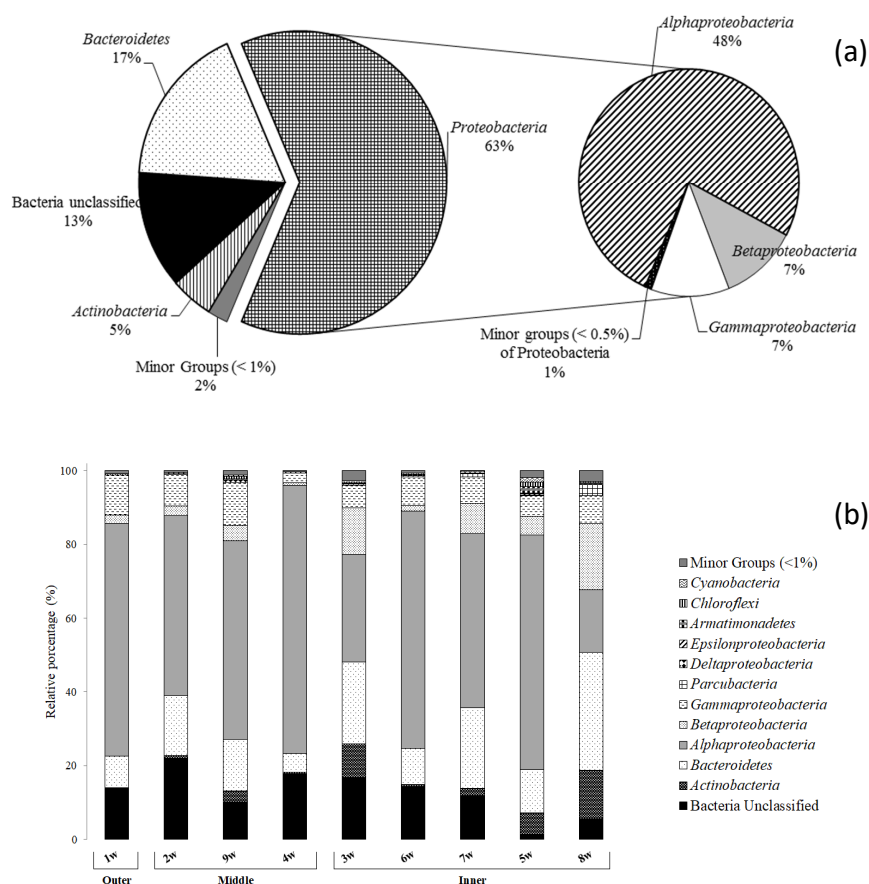 Alphaproteobacteria
48%
(a)
Bacteroidetes
17%
Proteobacteria
63%
Bacteria unclassified
13%
Betaproteobacteria
7%
Actinobacteria
5%
Gammaproteobacteria
7%
Minor groups (< 0.5%)
of Proteobacteria
1%
Minor Groups (< 1%)
2%
(b)
Relative percentage (%)
100
80
60
40
20
0
Minor Groups (<1%)
Cyanobacteria
Chloroflexi
Armatimonadetes
Epsilonproteobacteria
Deltaproteobacteria
Parcubacteria
Gammaproteobacteria
Betaproteobacteria
Alphaproteobacteria
Bacteroidetes
Actinobacteria
Bacteria Unclassified
1w 2w 9w 4w 3w 6w 7w 5w 8w
Outer Middle Inner